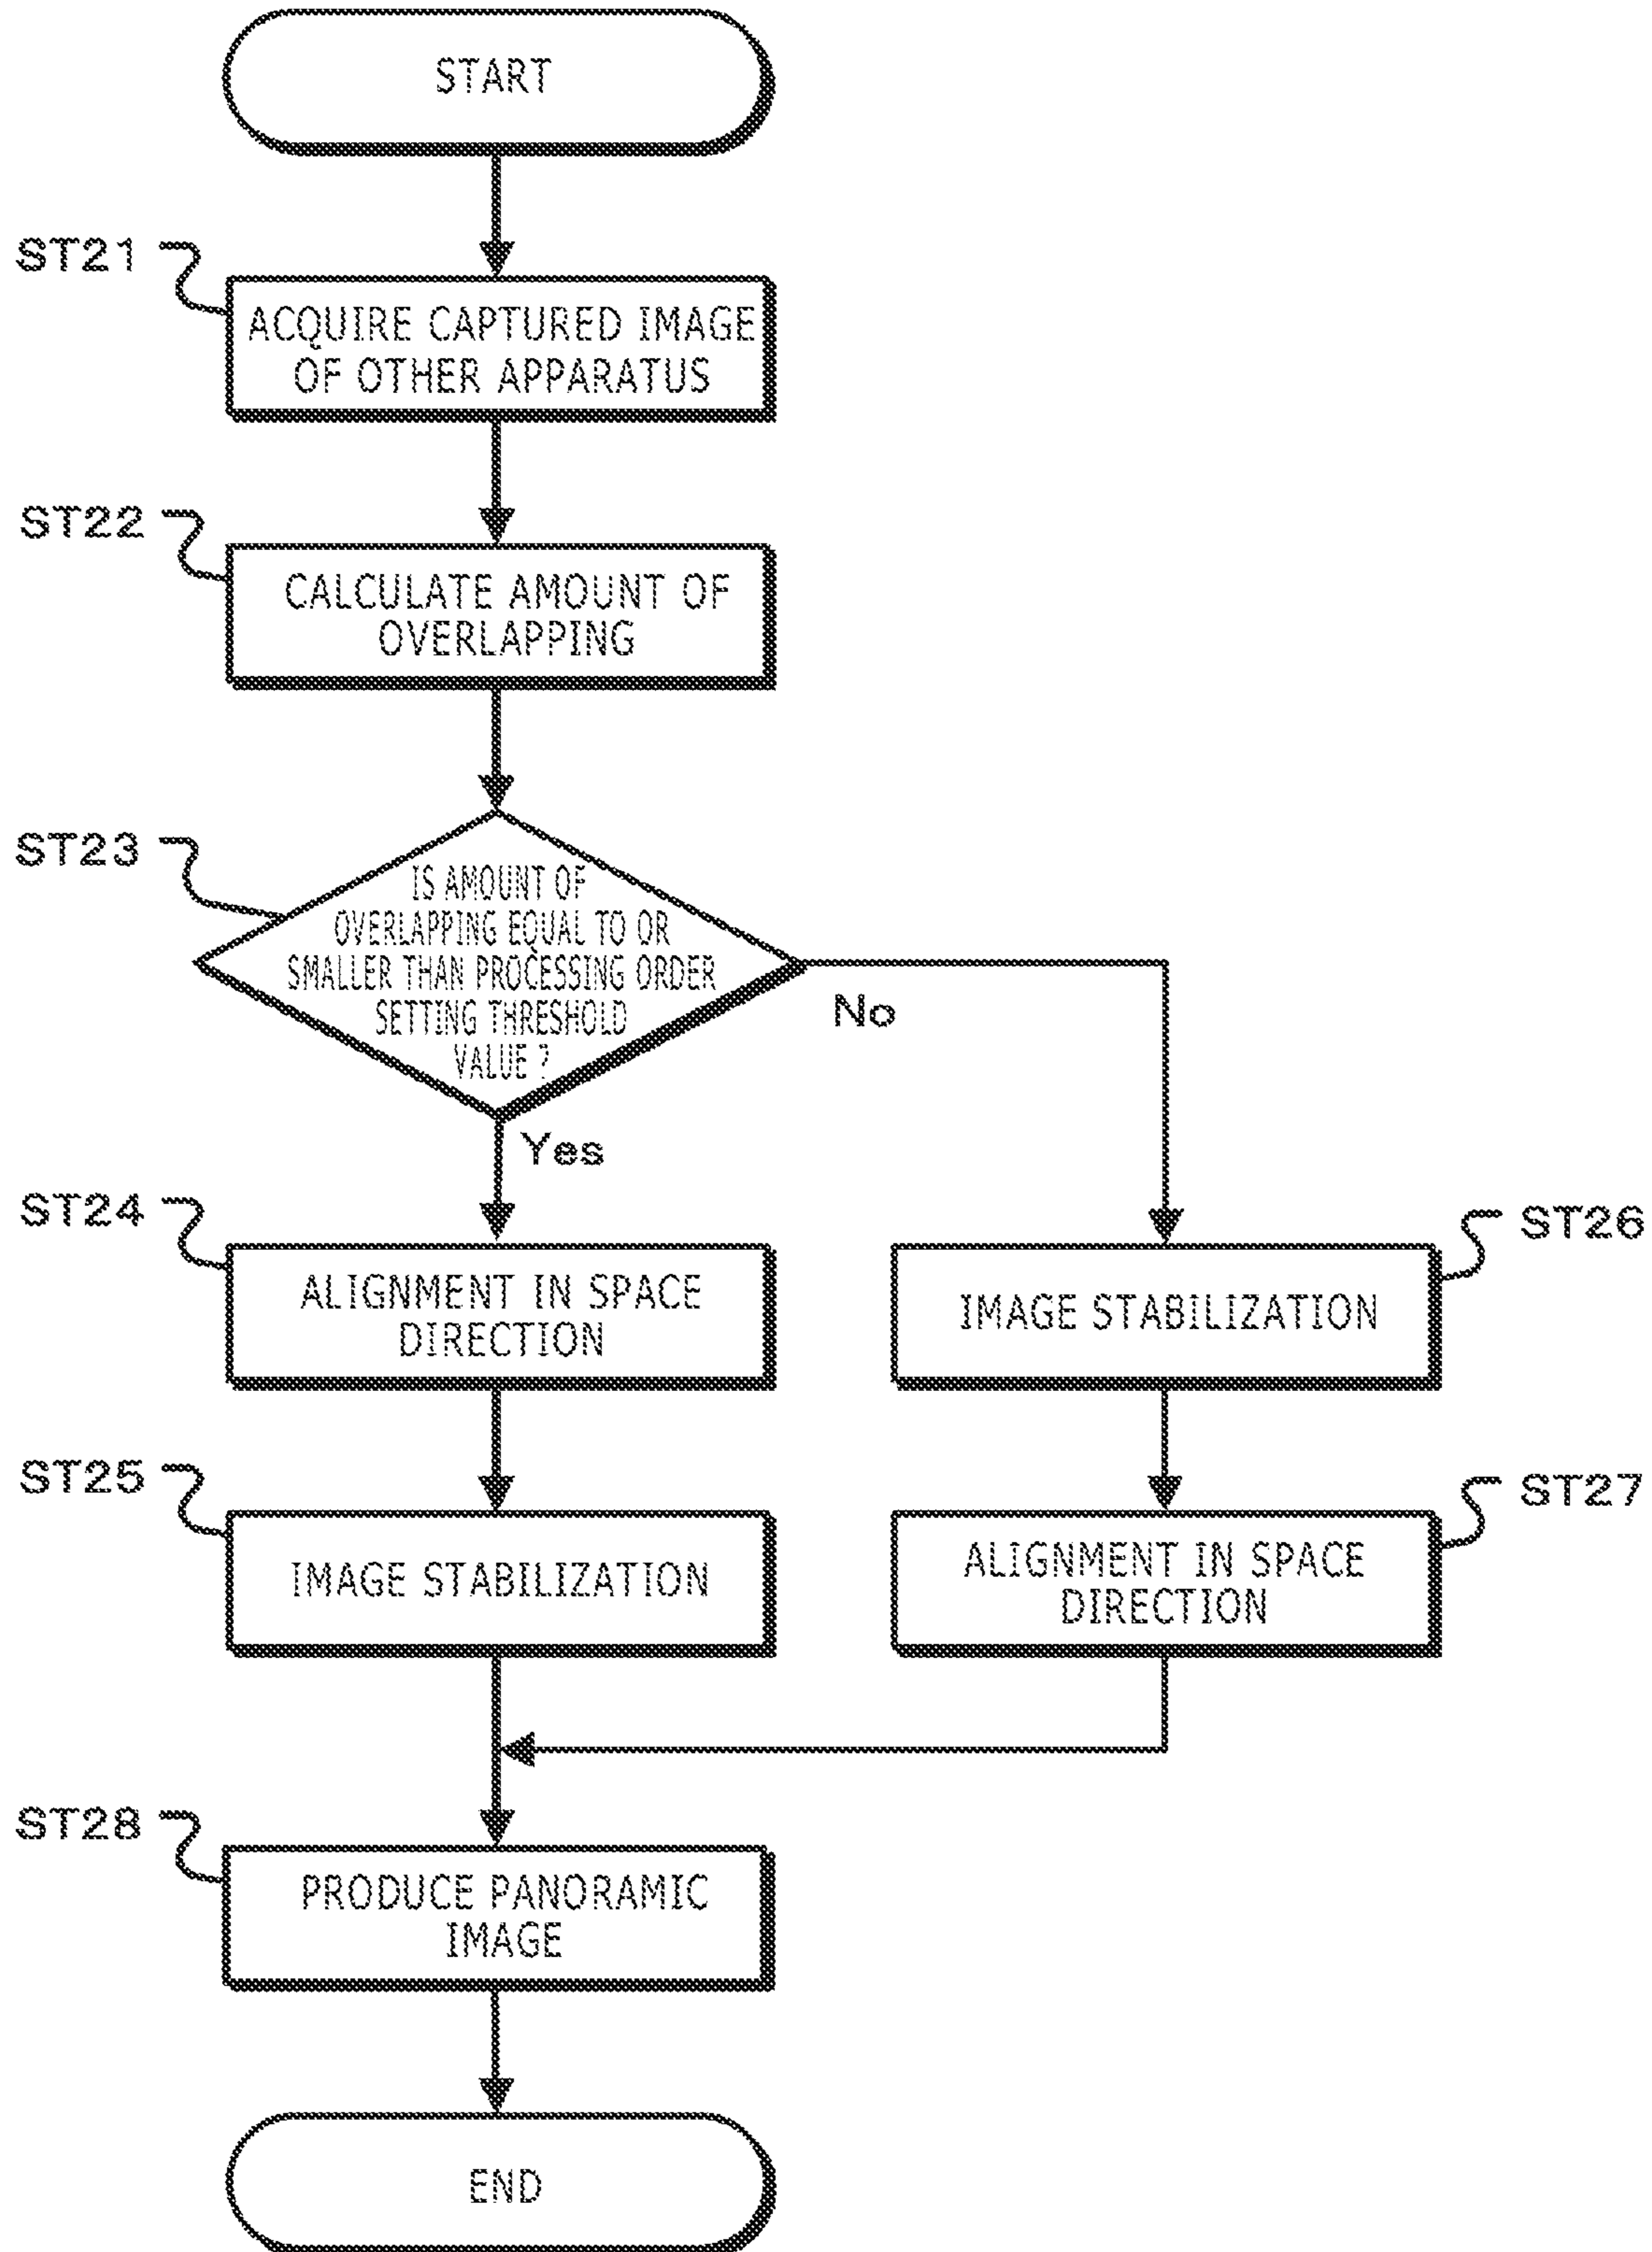 START
ST21
ACQUIRE CAPTURED IMAGE
OF OTHER APPARATUS
ST22
CALCULATE AMOUNT OF
OVERLAPPING
ST23
IS AMOUNT OF
OVERLAPPING EQUAL TO OR
SMALLER THAN PROCESSING ORDER
SETTING THRESHOLD
VALUE ?
No
Yes
ST24
ALIGNMENT IN SPACE
DIRECTION
ST26
IMAGE STABILIZATION
ST25
IMAGE STABILIZATION
ST27
ALIGNMENT IN SPACE
DIRECTION
ST28
PRODUCE PANORAMIC
IMAGE
END